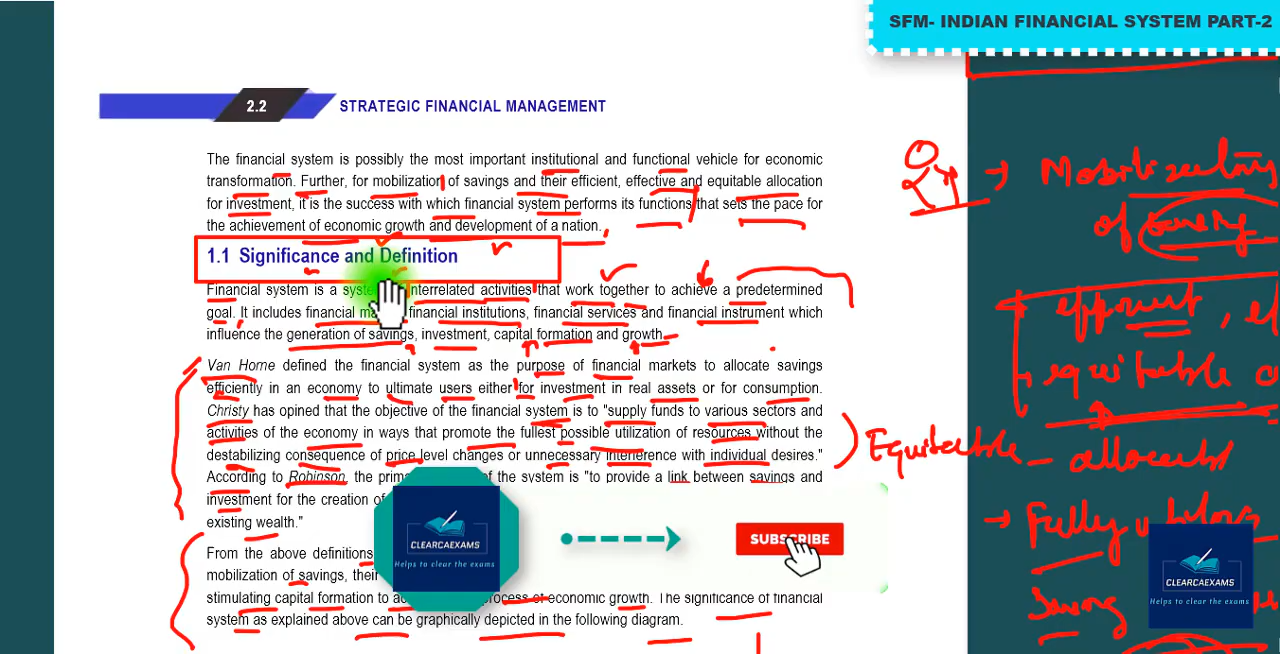 SFM- INDIAN FINANCIAL SYSTEM PART-2
2.2 STRATEGIC FINANCIAL MANAGEMENT
The financial system is possibly the most important institutional and functional vehicle for economic
transformation. Further, for mobilization of savings and their efficient, effective and equitable allocation
for investment, it is the success with which financial system performs its functions that sets the pace for
the achievement of economic growth and development of a nation.
1.1 Significance and Definition
Financial system is a interrelated activities that work together to achieve a predetermined
goal. It includes financial financial institutions, financial services and financial instrument which
influence the generation of savings, investment, capital formation and growth.
Van Horne defined the financial system as the purpose of financial markets to allocate savings
efficiently in an economy to ultimate users either for investment in real assets or for consumption.
Christy has opined that the objective of the financial system is to "supply funds to various sectors and
activities of the economy in ways that promote the fullest possible utilization of resources without the
destabilizing consequence of price level changes or unnecessary interference with individual desires."
According to Robinson, the of the system is "to provide a link between savings and
investment for the creation of
existing wealth."
From the above definitions
mobilization of savings, their
stimulating capital formation to process of economic growth. The significance of financial
system as explained above can be graphically depicted in the following diagram.
of
efficient,
equitable
Equitable - allocatn
Fully
Saving
CLEARCAEXAMS
Helps to clear the exams
SUBSCRIBE
CLEARCAEXAMS
Helps to clear the exams